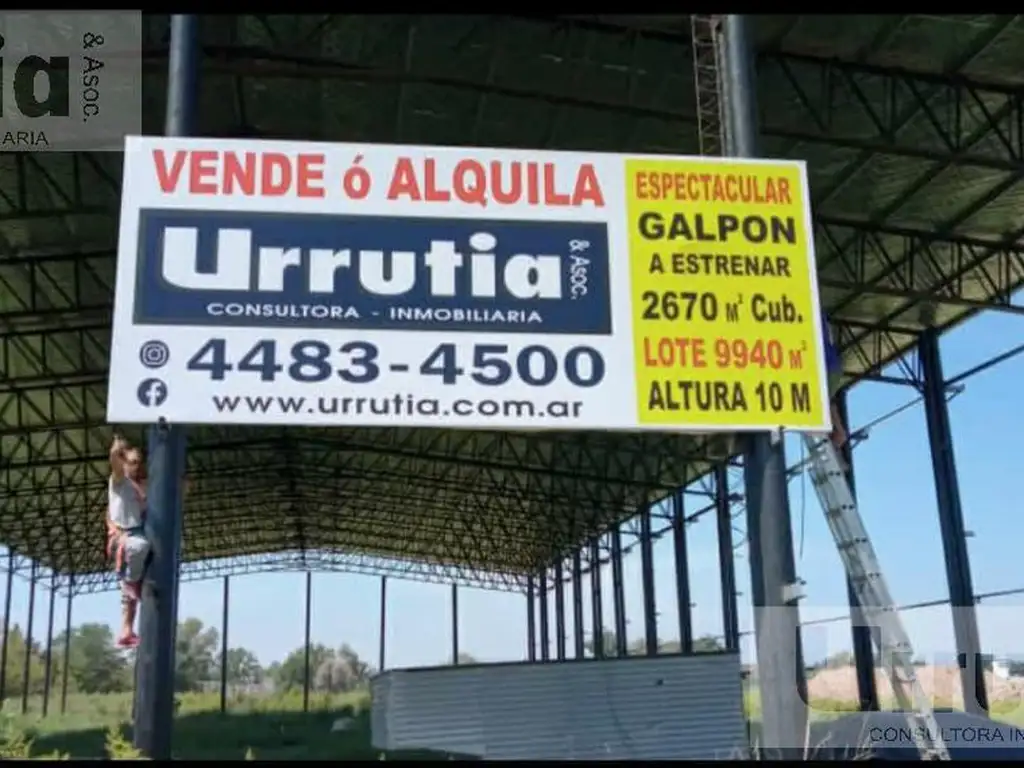 ia & Asoc.
ARIA
VENDE ó ALQUILA
Urrutia & Asoc.
CONSULTORA - INMOBILIARIA
4483-4500
www.urrutia.com.ar
ESPECTACULAR
GALPON
A ESTRENAR
2670 M² Cub.
LOTE 9940 M²
ALTURA 10 M
CONSULTORA IN